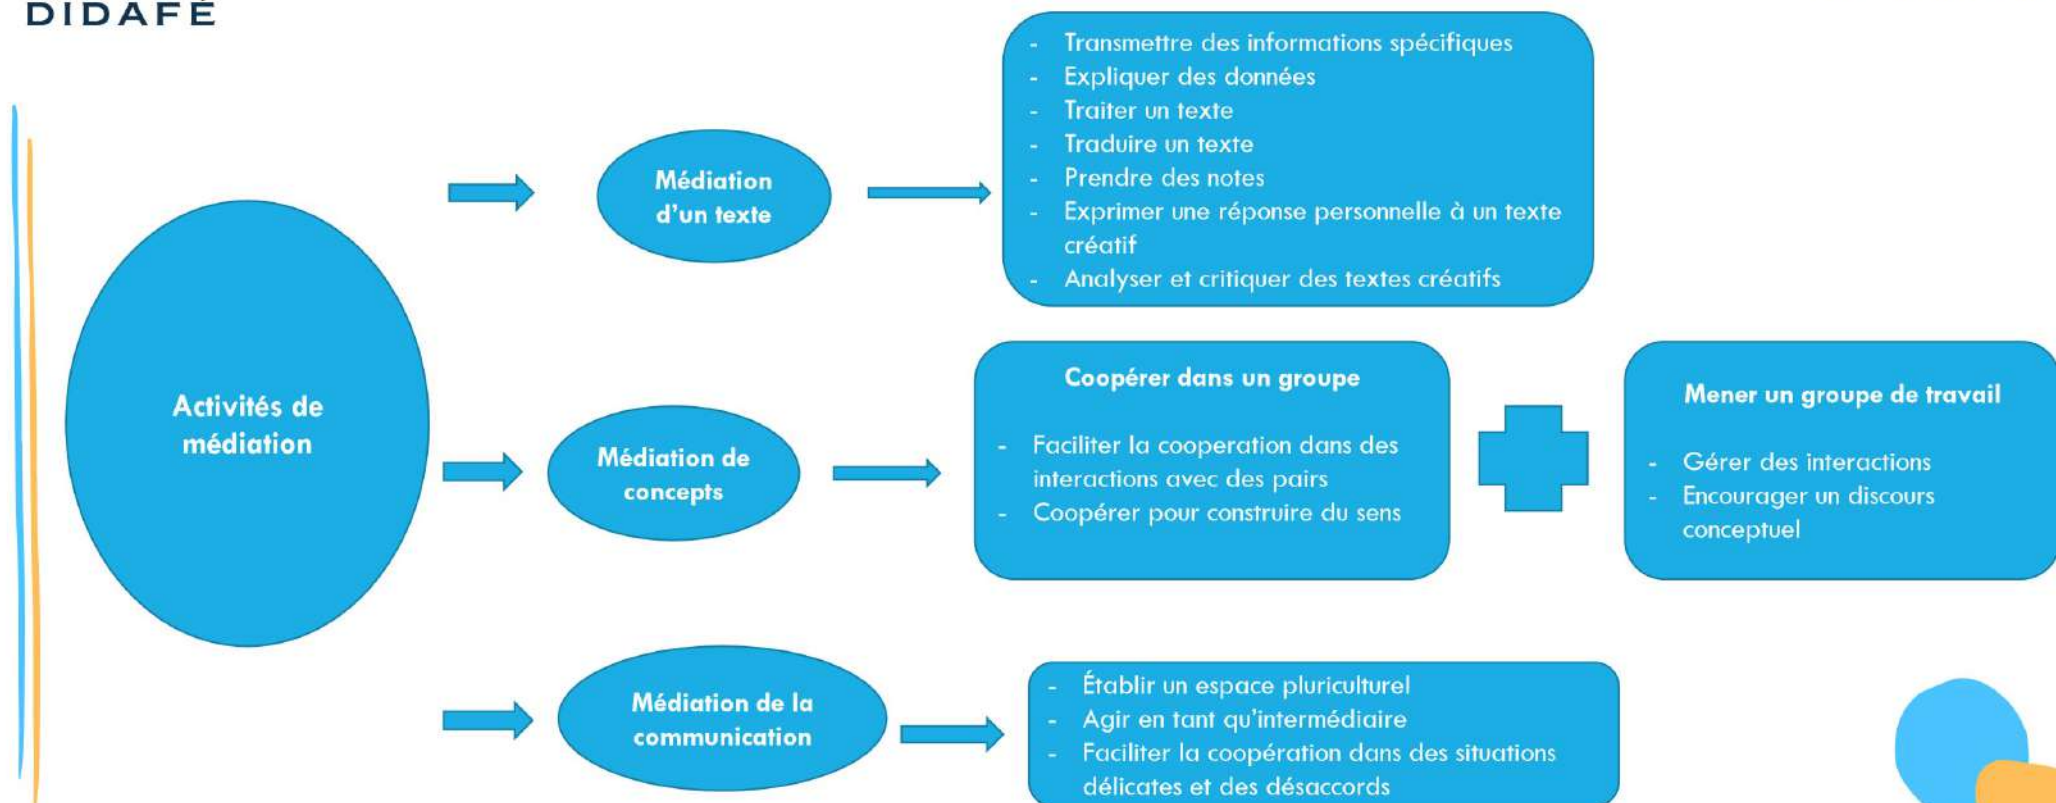 DIDAFÉ
Activités de
médiation
Médiation
d'un texte
- Transmettre des informations spécifiques
- Expliquer des données
- Traiter un texte
- Traduire un texte
- Prendre des notes
- Exprimer une réponse personnelle à un texte
créatif
- Analyser et critiquer des textes créatifs
Médiation de
concepts
Coopérer dans un groupe
- Faciliter la cooperation dans des
interactions avec des pairs
- Coopérer pour construire du sens
Mener un groupe de travail
- Gérer des interactions
- Encourager un discours
conceptuel
Médiation de la
communication
- Établir un espace pluriculturel
- Agir en tant qu'intermédiaire
- Faciliter la coopération dans des situations
délicates et des désaccords